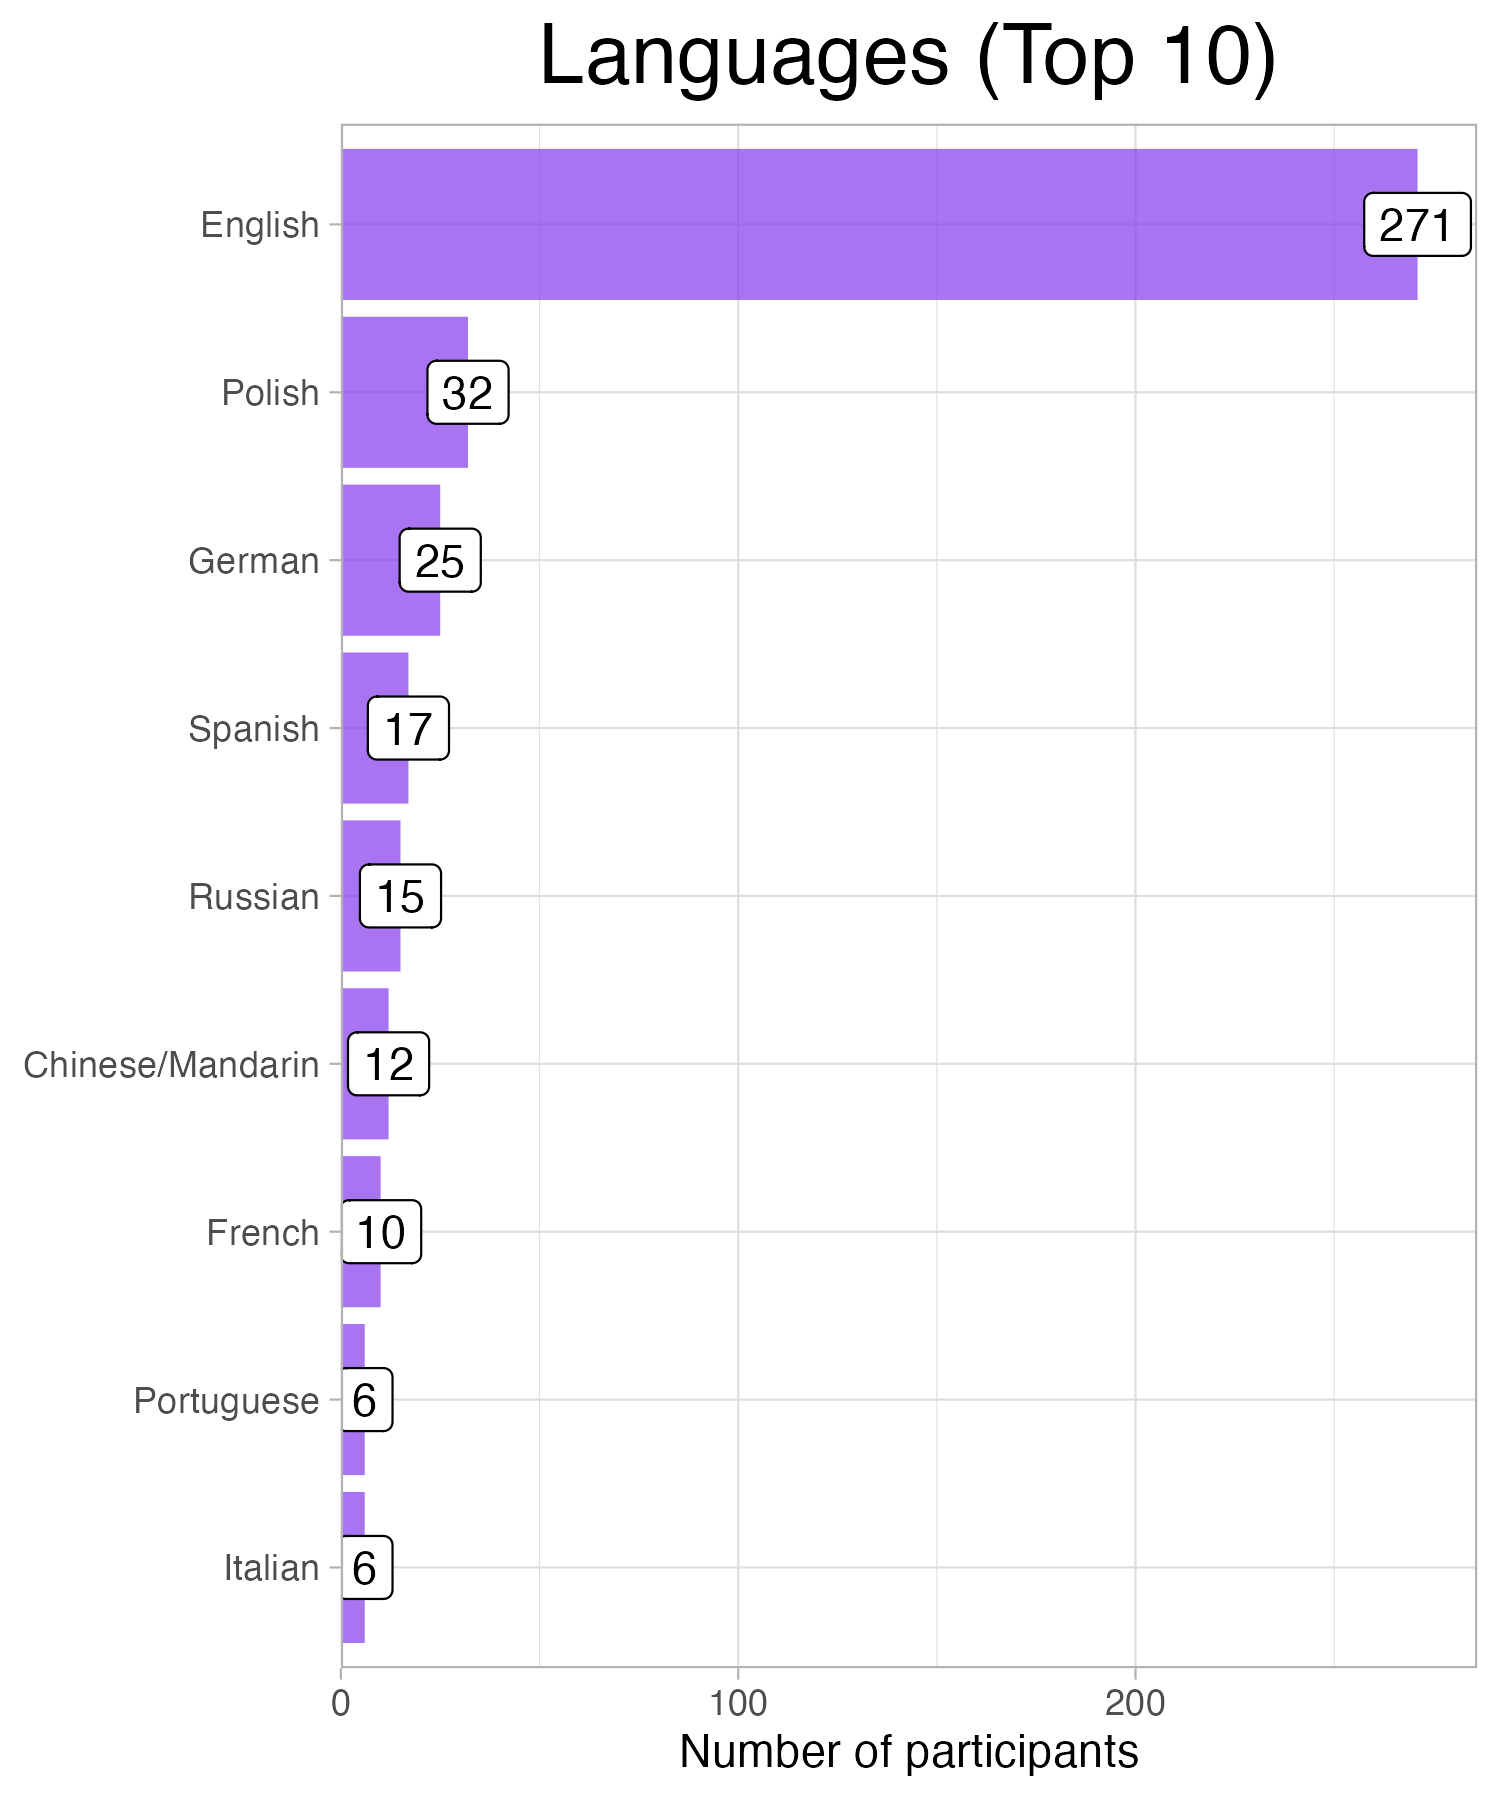 Languages (Top 10)
English 271
Polish 32
German 25
Spanish 17
Russian 15
Chinese/Mandarin 12
French 10
Portuguese 6
Italian 6
0 100 200
Number of participants